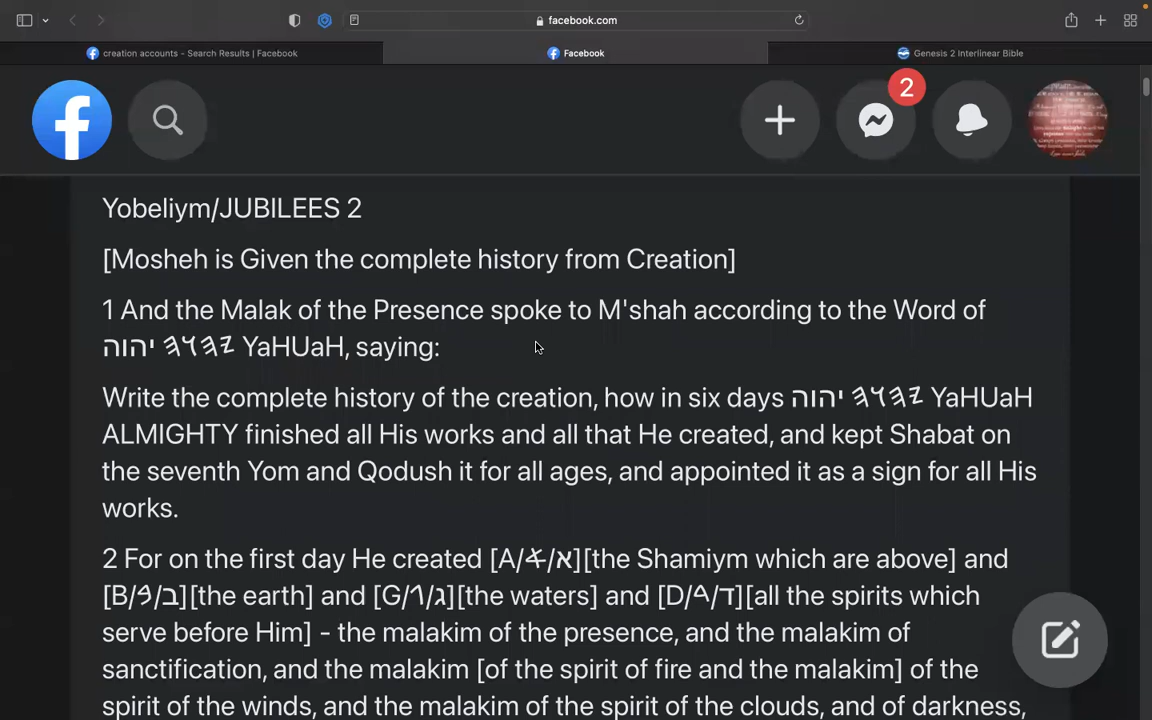 facebook.com
creation accounts - Search Results | Facebook
Facebook
Genesis 2 Interlinear Bible
2
Yobeliym/JUBILEES 2
[Mosheh is Given the complete history from Creation]
1 And the Malak of the Presence spoke to M'shah according to the Word of
יהוה 𐤉𐤄𐤅𐤄 YaHUaH, saying:
Write the complete history of the creation, how in six days יהוה 𐤉𐤄𐤅𐤄 YaHUaH
ALMIGHTY finished all His works and all that He created, and kept Shabat on
the seventh Yom and Qodush it for all ages, and appointed it as a sign for all His
works.
2 For on the first day He created [A/𐤀/א][the Shamiym which are above] and
[B/𐤁/ב][the earth] and [G/𐤂/ג][the waters] and [D/𐤃/ד][all the spirits which
serve before Him] - the malakim of the presence, and the malakim of
sanctification, and the malakim [of the spirit of fire and the malakim] of the
spirit of the winds, and the malakim of the spirit of the clouds, and of darkness,